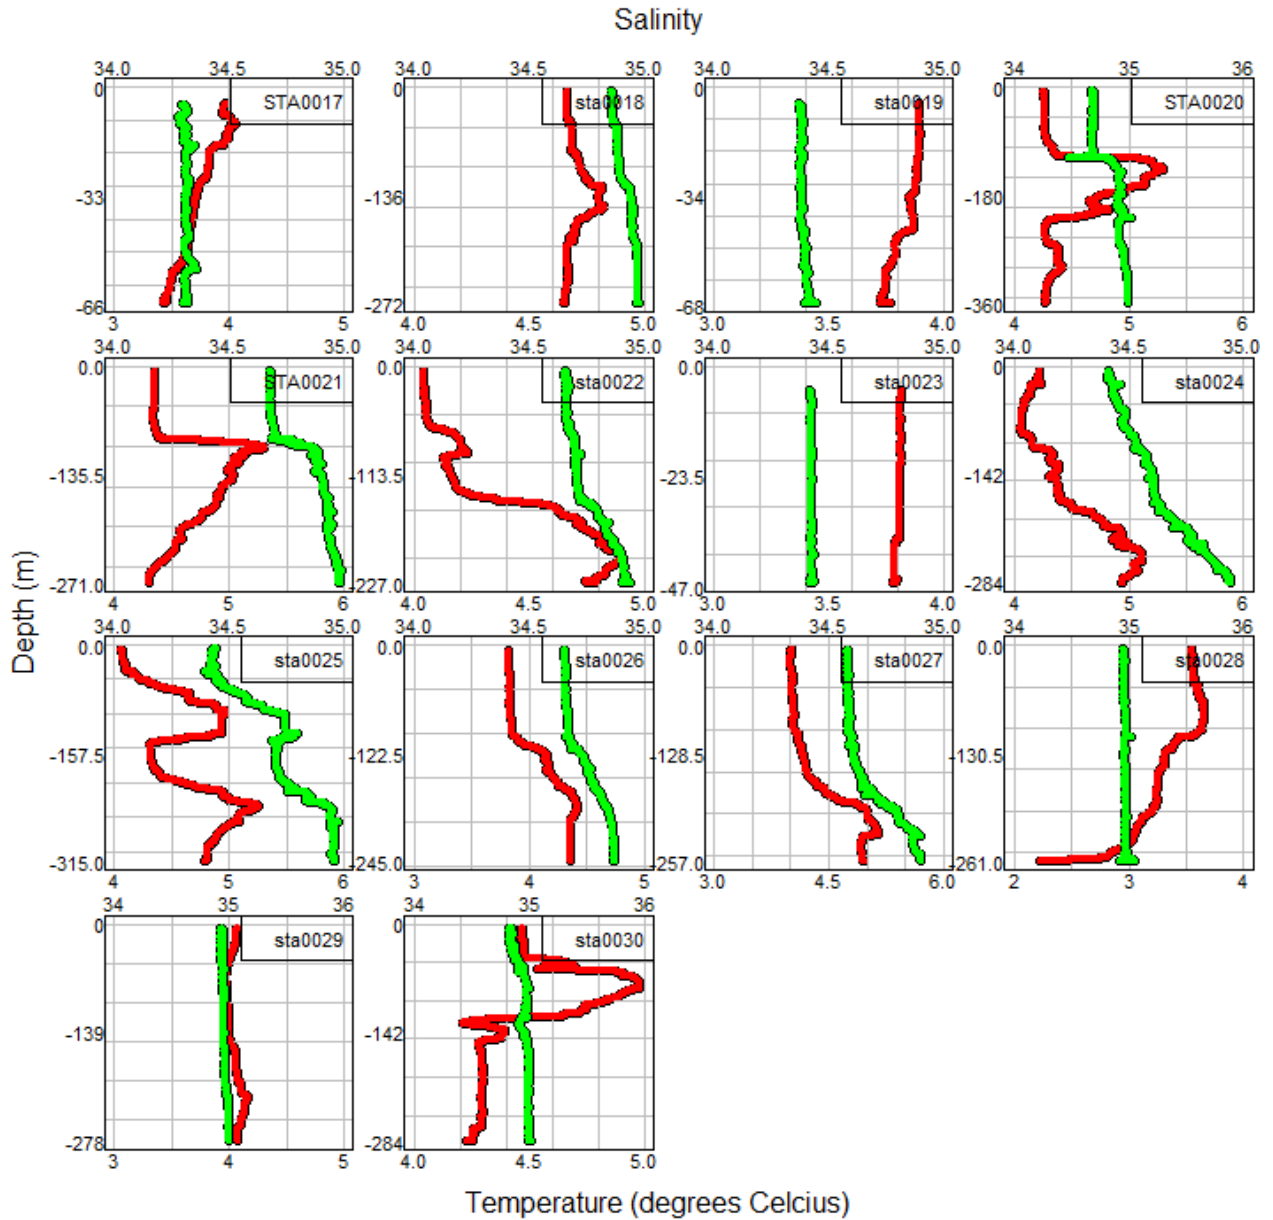 Salinity
34.0 34.5 35.0 34.0 34.5 35.0 34.0 34.5 35.0 34 35 36
0 STA0017 0 sta0018 0 sta0019 0 STA0020
-33 -136 -34 -180
-66 -272 -68 -360
3 4 5 4.0 4.5 5.0 3.0 3.5 4.0 4 5 6
34.0 34.5 35.0 34.0 34.5 35.0 34.0 34.5 35.0 34.0 34.5 35.0
0.0 STA0021 0.0 sta0022 0.0 sta0023 0 sta0024
-135.5 -113.5 -23.5 -142
-271.0 -227.0 -47.0 -284
4 5 6 4.0 4.5 5.0 3.0 3.5 4.0 4 5 6
34.0 34.5 35.0 34.0 34.5 35.0 34.0 34.5 35.0 34 35 36
0.0 sta0025 0.0 sta0026 0.0 sta0027 0.0 sta0028
-157.5 -122.5 -128.5 -130.5
-315.0 -245.0 -257.0 -261.0
4 5 6 3 4 5 3.0 4.5 6.0 2 3 4
34 35 36 34 35 36
0 sta0029 0 sta0030
-139 -142
-278 -284
3 4 5 4.0 4.5 5.0
Depth (m)
Temperature (degrees Celcius)